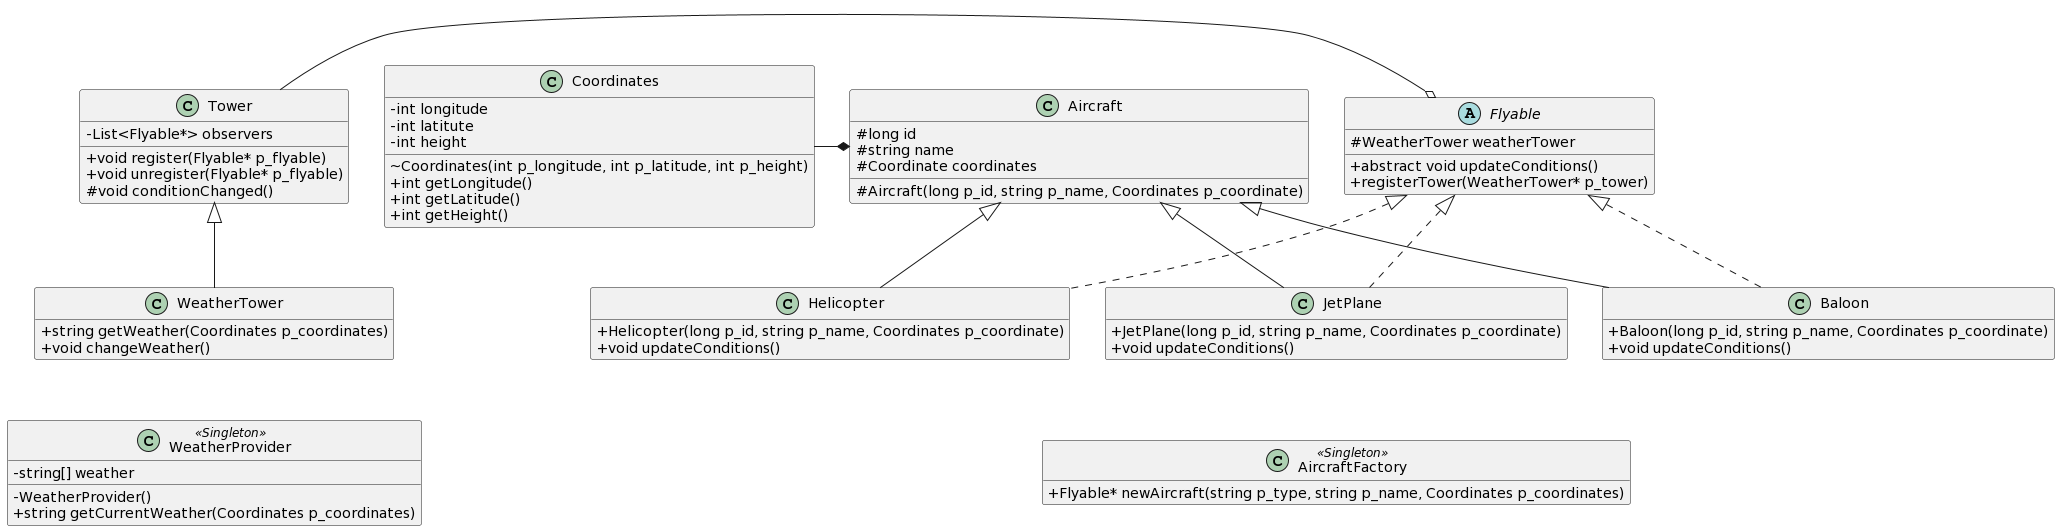 C Tower
-List<Flyable*> observers
+void register(Flyable* p_flyable)
+void unregister(Flyable* p_flyable)
#void conditionChanged()
C Coordinates
-int longitude
-int latitute
-int height
~Coordinates(int p_longitude, int p_latitude, int p_height)
+int getLongitude()
+int getLatitude()
+int getHeight()
C Aircraft
#long id
#string name
#Coordinate coordinates
#Aircraft(long p_id, string p_name, Coordinates p_coordinate)
A Flyable
#WeatherTower weatherTower
+abstract void updateConditions()
+registerTower(WeatherTower* p_tower)
C WeatherTower
+string getWeather(Coordinates p_coordinates)
+void changeWeather()
C Helicopter
+Helicopter(long p_id, string p_name, Coordinates p_coordinate)
+void updateConditions()
C JetPlane
+JetPlane(long p_id, string p_name, Coordinates p_coordinate)
+void updateConditions()
C Baloon
+Baloon(long p_id, string p_name, Coordinates p_coordinate)
+void updateConditions()
«Singleton»
C WeatherProvider
-string[] weather
-WeatherProvider()
+string getCurrentWeather(Coordinates p_coordinates)
«Singleton»
C AircraftFactory
+Flyable* newAircraft(string p_type, string p_name, Coordinates p_coordinates)